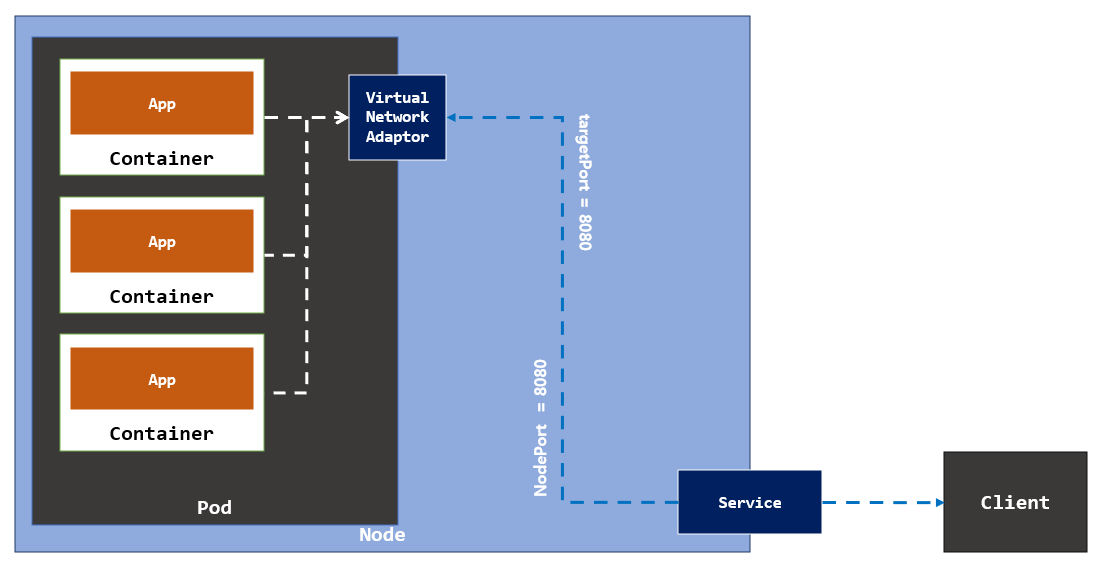 App
Container
App
Container
App
Container
Pod
Node
Virtual
Network
Adaptor
targetPort = 8080
NodePort = 8080
Service
Client